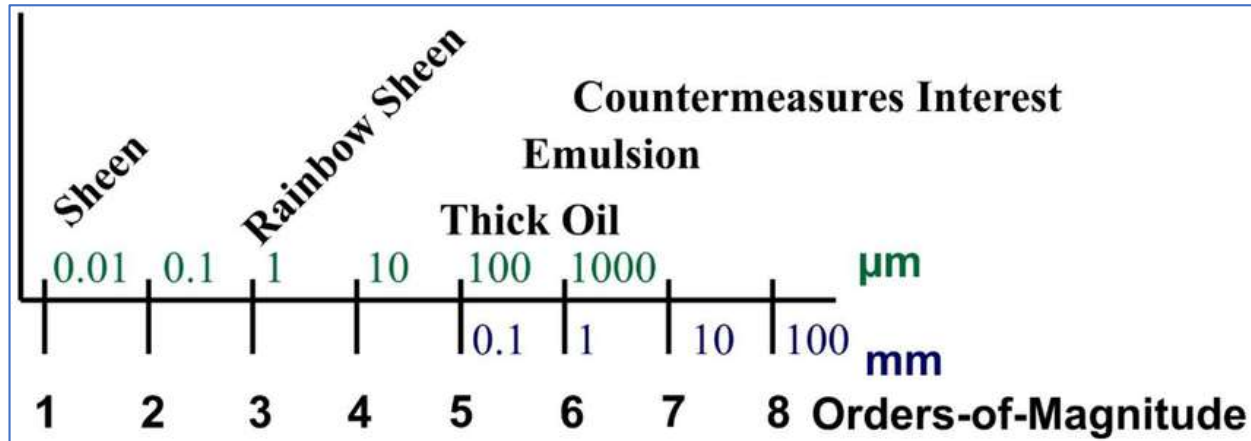 Sheen
Rainbow Sheen
Countermeasures Interest
Emulsion
Thick Oil
0.01 0.1 1 10 100 1000 µm
0.1 1 10 100 mm
1 2 3 4 5 6 7 8 Orders-of-Magnitude